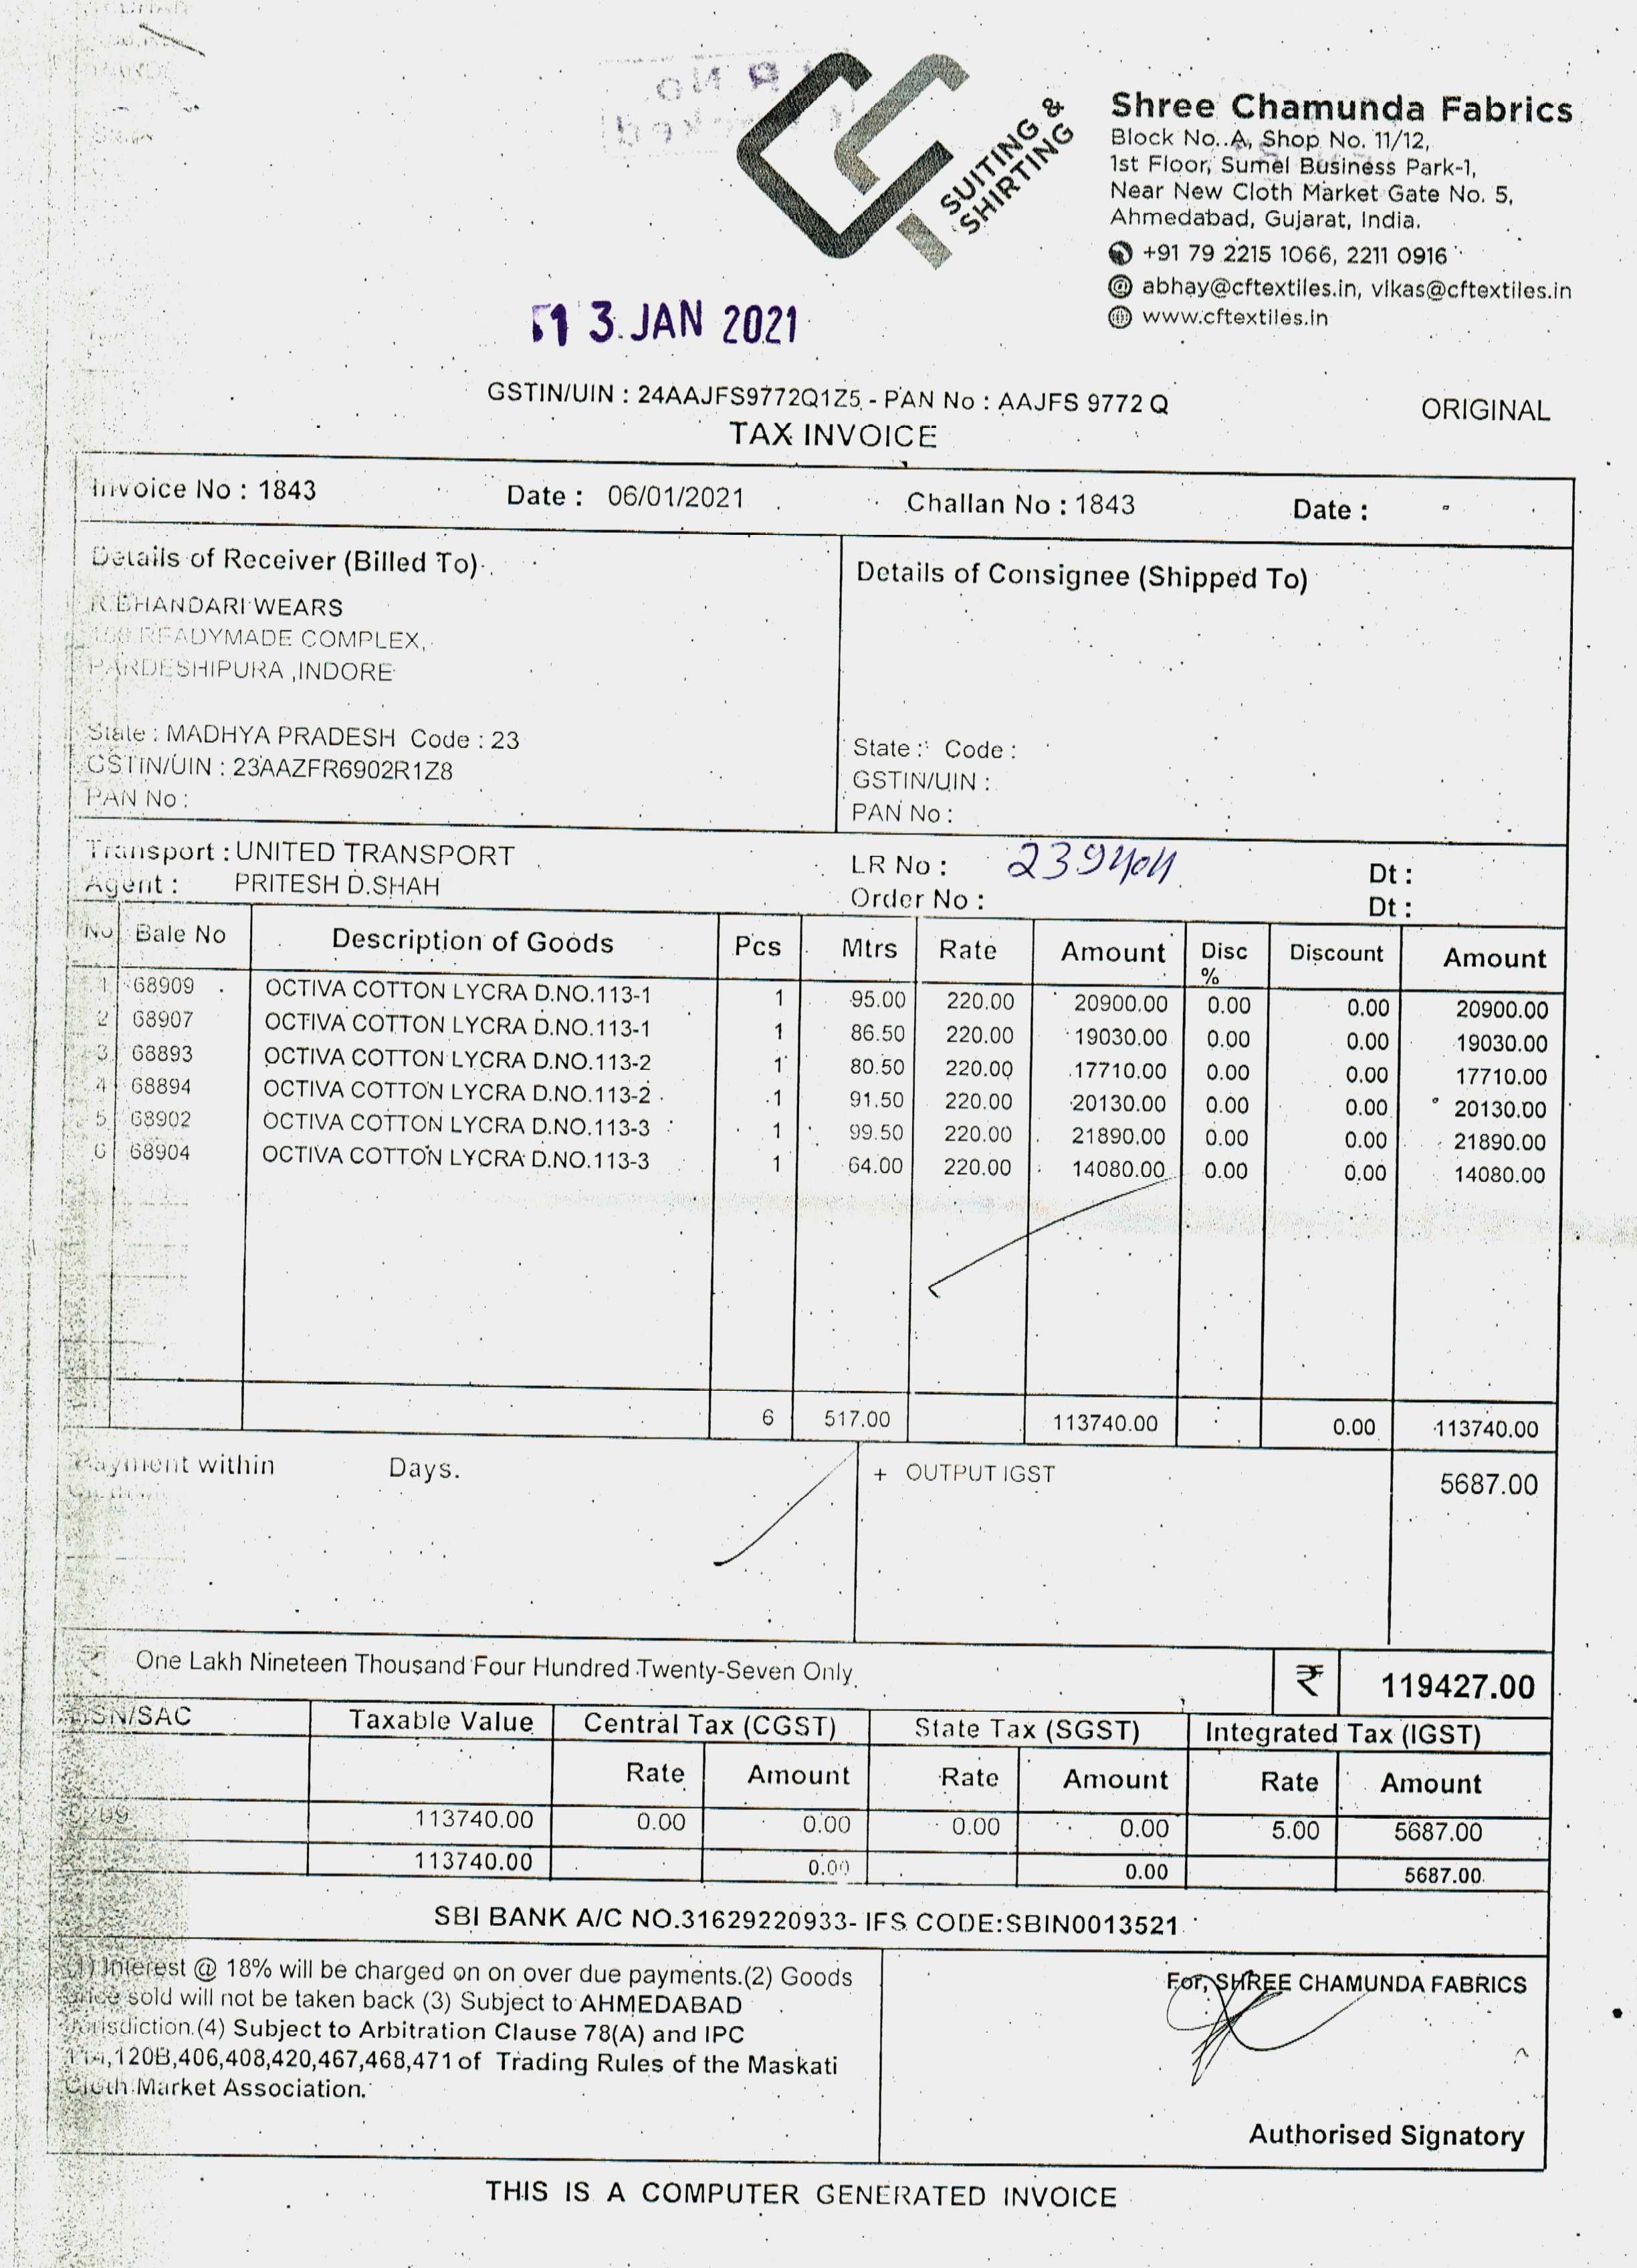 SUITING &
SHIRTING
Shree Chamunda Fabrics
Block No. A, Shop No. 11/12,
1st Floor, Sumel Business Park-1,
Near New Cloth Market Gate No. 5,
Ahmedabad, Gujarat, India.
+91 79 2215 1066, 2211 0916
abhay@cftextiles.in, vikas@cftextiles.in
www.cftextiles.in
13 JAN 2021
GSTIN/UIN : 24AAJFS9772Q1Z5 - PAN No : AAJFS 9772 Q
ORIGINAL
TAX INVOICE
Invoice No : 1843 Date : 06/01/2021 Challan No : 1843 Date : -
Details of Receiver (Billed To) Details of Consignee (Shipped To)
R.BHANDARI WEARS
READYMADE COMPLEX,
PARDESHIPURA ,INDORE
State : MADHYA PRADESH Code : 23 State : Code :
GSTIN/UIN : 23AAZFR6902R1Z8 GSTIN/UIN :
PAN No : PAN No :
Transport : UNITED TRANSPORT LR No : 239404 Dt :
Agent : PRITESH D.SHAH Order No : Dt :
No Bale No Description of Goods Pcs Mtrs Rate Amount Disc % Discount Amount
1 68909 OCTIVA COTTON LYCRA D.NO.113-1 1 95.00 220.00 20900.00 0.00 0.00 20900.00
2 68907 OCTIVA COTTON LYCRA D.NO.113-1 1 86.50 220.00 19030.00 0.00 0.00 19030.00
3 68893 OCTIVA COTTON LYCRA D.NO.113-2 1 80.50 220.00 17710.00 0.00 0.00 17710.00
4 68894 OCTIVA COTTON LYCRA D.NO.113-2 1 91.50 220.00 20130.00 0.00 0.00 20130.00
5 68902 OCTIVA COTTON LYCRA D.NO.113-3 1 99.50 220.00 21890.00 0.00 0.00 21890.00
6 68904 OCTIVA COTTON LYCRA D.NO.113-3 1 64.00 220.00 14080.00 0.00 0.00 14080.00
6 517.00 113740.00 0.00 113740.00
Payment within Days. + OUTPUT IGST 5687.00
One Lakh Nineteen Thousand Four Hundred Twenty-Seven Only. ₹ 119427.00
HSN/SAC Taxable Value Central Tax (CGST) State Tax (SGST) Integrated Tax (IGST)
Rate Amount Rate Amount Rate Amount
113740.00 0.00 0.00 0.00 0.00 5.00 5687.00
113740.00 0.00 0.00 5687.00
SBI BANK A/C NO.31629220933- IFS CODE:SBIN0013521
(1) Interest @ 18% will be charged on on over due payments.(2) Goods
once sold will not be taken back (3) Subject to AHMEDABAD
Jurisdiction.(4) Subject to Arbitration Clause 78(A) and IPC
114,120B,406,408,420,467,468,471 of Trading Rules of the Maskati
Cloth Market Association.
For, SHREE CHAMUNDA FABRICS
Authorised Signatory
THIS IS A COMPUTER GENERATED INVOICE